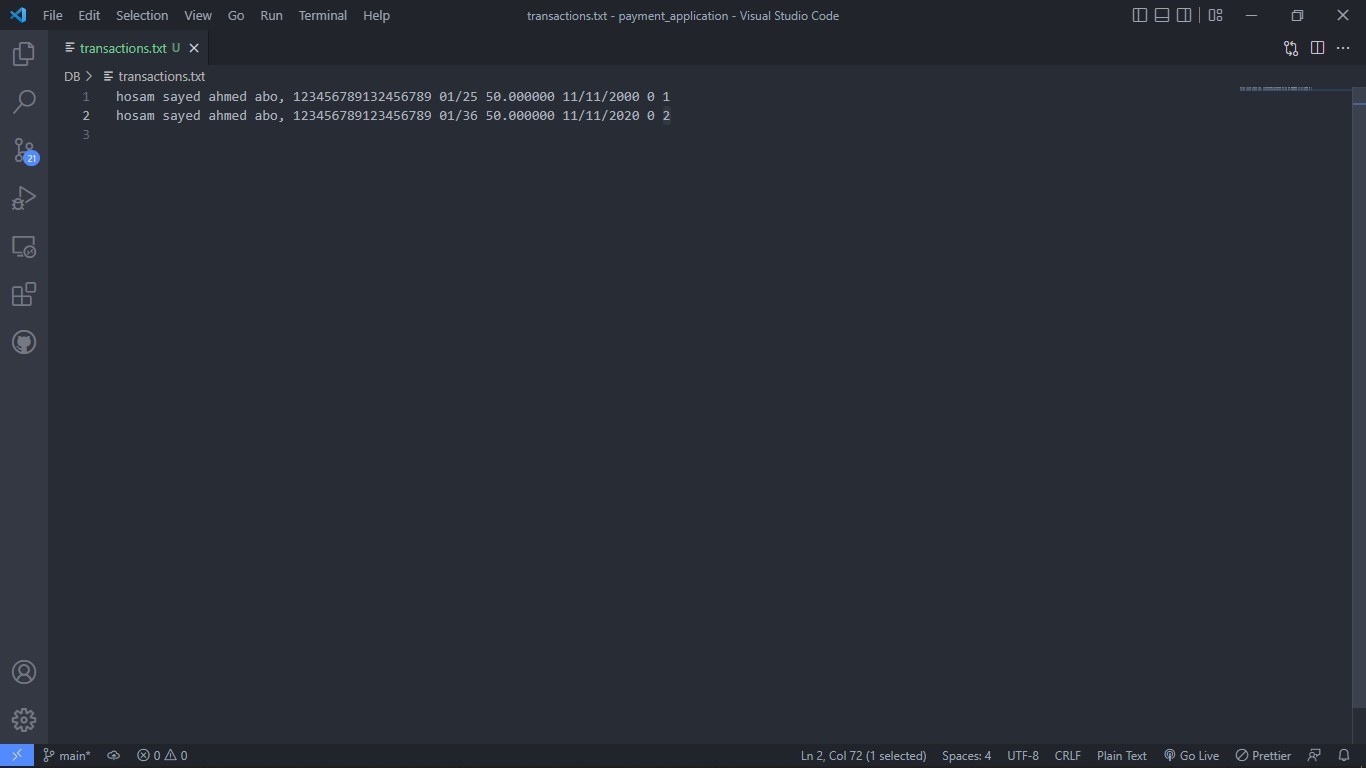 File Edit Selection View Go Run Terminal Help transactions.txt - payment_application - Visual Studio Code
transactions.txt U
DB > transactions.txt
1 hosam sayed ahmed abo, 123456789132456789 01/25 50.000000 11/11/2000 0 1
2 hosam sayed ahmed abo, 123456789123456789 01/36 50.000000 11/11/2020 0 2
3
21
main* 0 0 Ln 2, Col 72 (1 selected) Spaces: 4 UTF-8 CRLF Plain Text Go Live Prettier